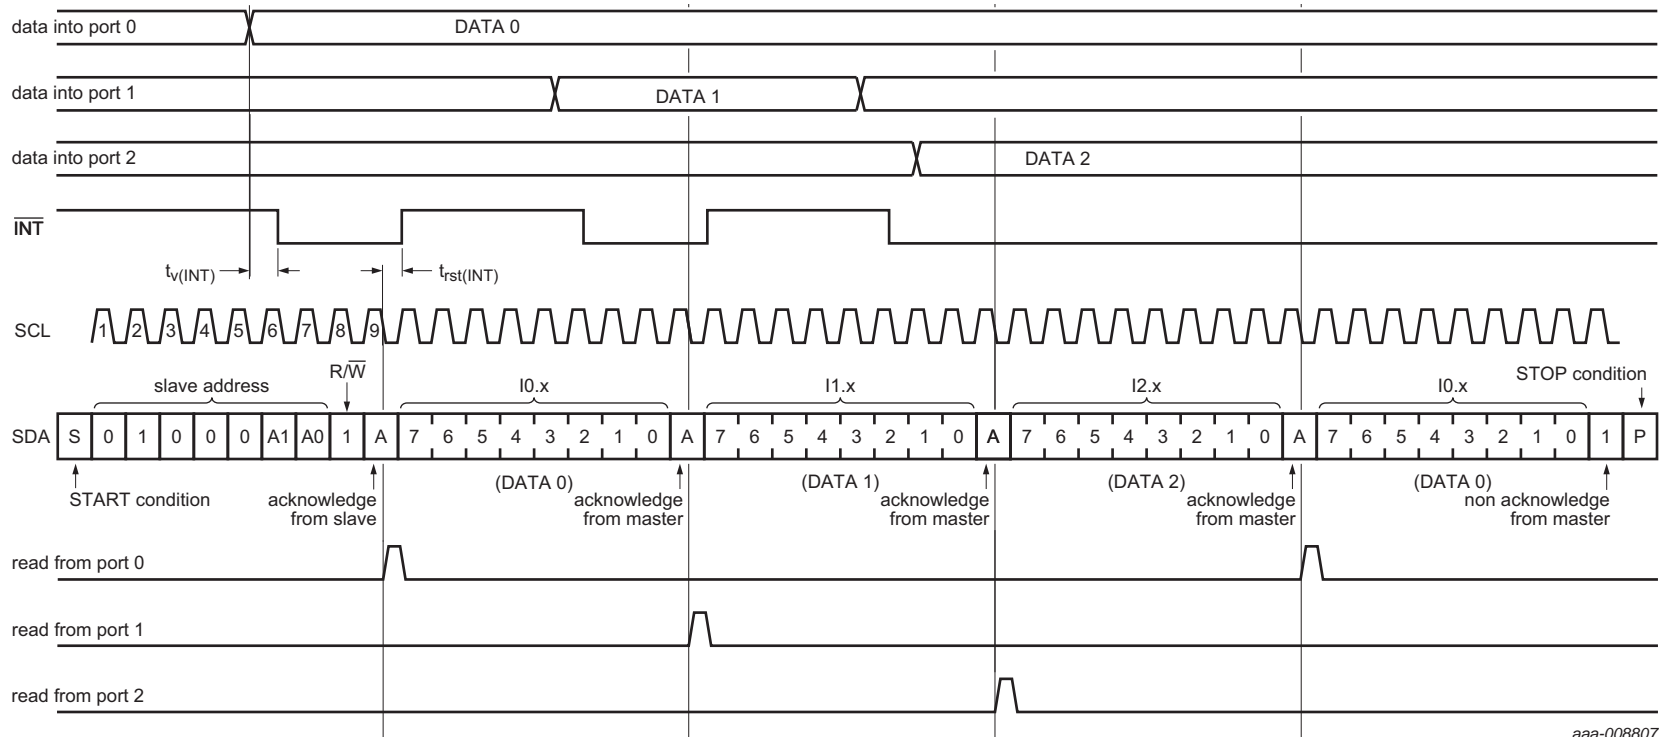 data into port 0
DATA 0
data into port 1
DATA 1
data into port 2
DATA 2
INT
tv(INT)
trst(INT)
SCL
1 2 3 4 5 6 7 8 9
R/W
slave address
I0.x
I1.x
I2.x
I0.x
STOP condition
SDA
S 0 1 0 0 0 A1 A0 1 A 7 6 5 4 3 2 1 0 A 7 6 5 4 3 2 1 0 A 7 6 5 4 3 2 1 0 A 7 6 5 4 3 2 1 0 1 P
START condition
acknowledge
from slave
(DATA 0)
acknowledge
from master
(DATA 1)
acknowledge
from master
(DATA 2)
acknowledge
from master
(DATA 0)
non acknowledge
from master
read from port 0
read from port 1
read from port 2
aaa-008807